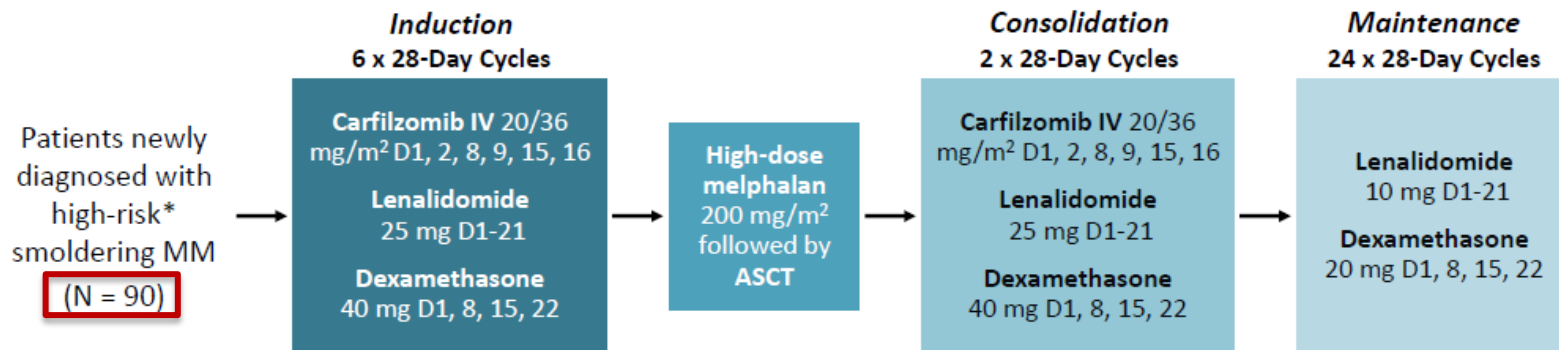 Patients newly
diagnosed with
high-risk*
smoldering MM
(N = 90)
Induction
6 x 28-Day Cycles
Carfilzomib IV 20/36
mg/m² D1, 2, 8, 9, 15, 16
Lenalidomide
25 mg D1-21
Dexamethasone
40 mg D1, 8, 15, 22
High-dose
melphalan
200 mg/m²
followed by
ASCT
Consolidation
2 x 28-Day Cycles
Carfilzomib IV 20/36
mg/m² D1, 2, 8, 9, 15, 16
Lenalidomide
25 mg D1-21
Dexamethasone
40 mg D1, 8, 15, 22
Maintenance
24 x 28-Day Cycles
Lenalidomide
10 mg D1-21
Dexamethasone
20 mg D1, 8, 15, 22